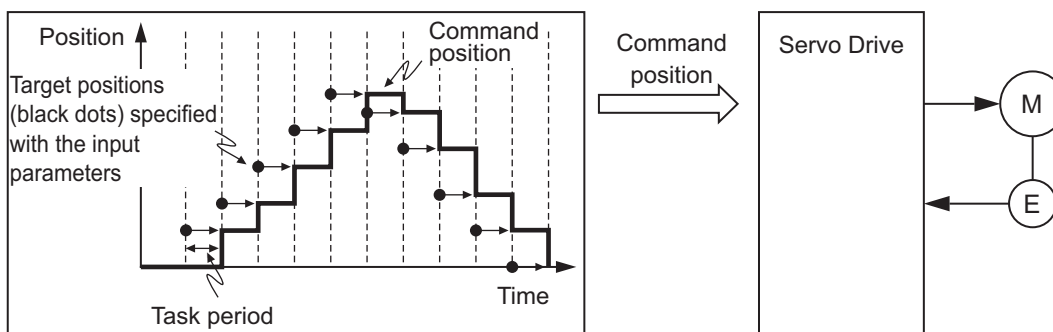 Position
Command
position
Target positions
(black dots) specified
with the input
parameters
Time
Task period
Command
position
Servo Drive
M
E